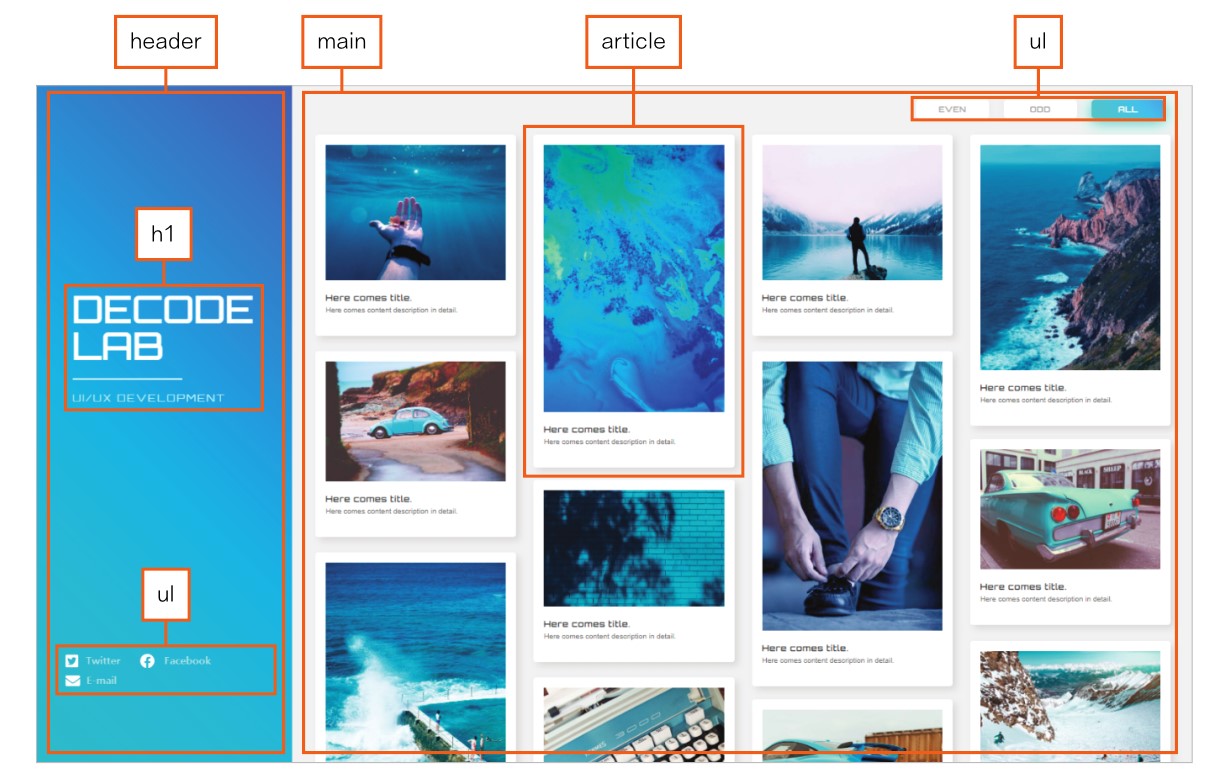 header
main
article
ul
EVEN
ODD
ALL
h1
DECODE
LAB
UI/UX DEVELOPMENT
ul
Twitter
Facebook
E-mail
Here comes title.
Here comes content description in detail.
Here comes title.
Here comes content description in detail.
Here comes title.
Here comes content description in detail.
Here comes title.
Here comes content description in detail.
3000
Here comes title.
Here comes content description in detail.
Here comes title.
Here comes content description in detail.
Here comes title.
Here comes content description in detail.
BLACK SHEEP
Here comes title.
Here comes content description in detail.